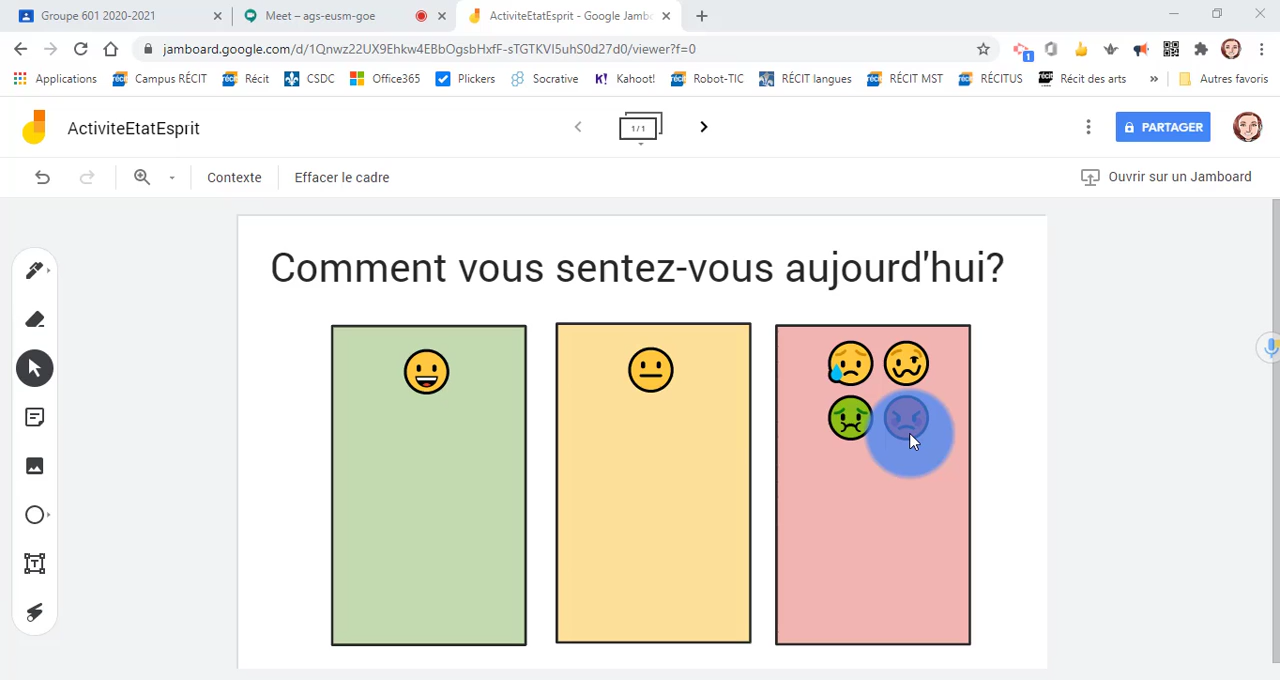 Groupe 601 2020-2021
Meet – ags-eusm-goe
ActiviteEtatEsprit - Google Jamb
jamboard.google.com/d/1Qnwz22UX9Ehkw4EBbOgsbHxfF-sTGTKVI5uhS0d27d0/viewer?f=0
1
Applications
Campus RÉCIT
Récit
CSDC
Office365
Plickers
Socrative
Kahoot!
Robot-TIC
RÉCIT langues
RÉCIT MST
RÉCITUS
Récit des arts
»
Autres favoris
ActiviteEtatEsprit
1/1
PARTAGER
Contexte
Effacer le cadre
Ouvrir sur un Jamboard
Comment vous sentez-vous aujourd'hui?